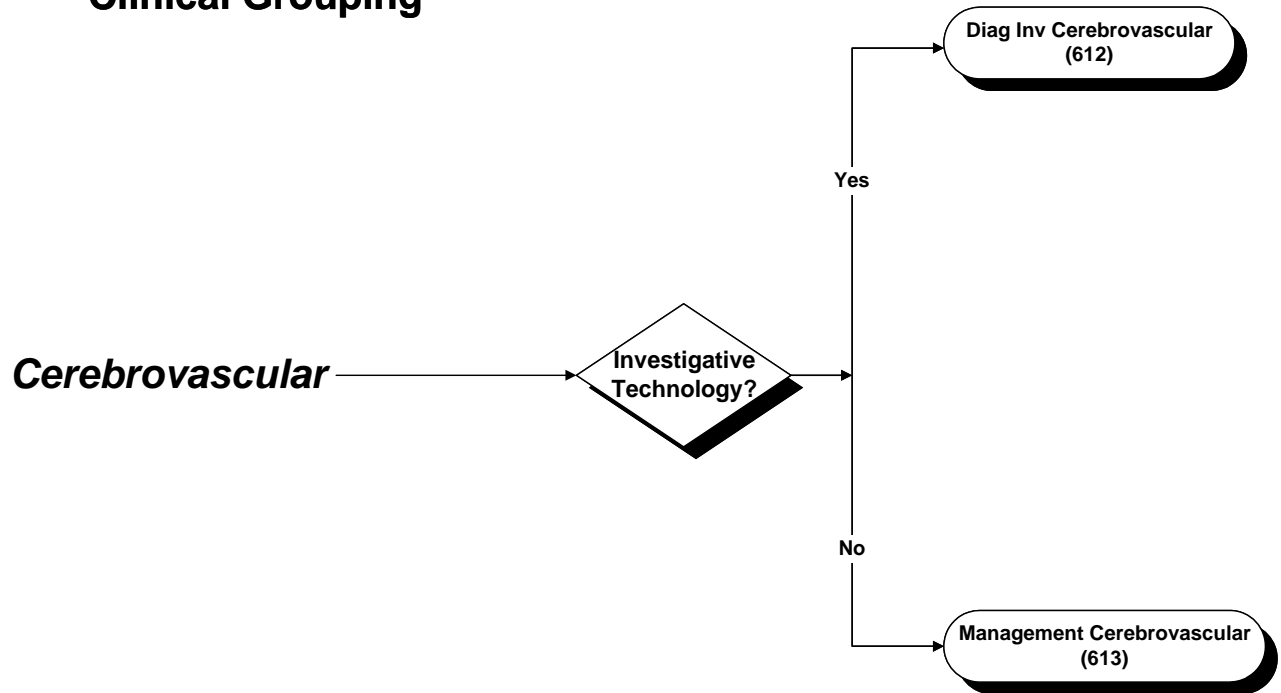 Clinical Grouping
Diag Inv Cerebrovascular
(612)
Yes
Cerebrovascular
Investigative
Technology?
No
Management Cerebrovascular
(613)